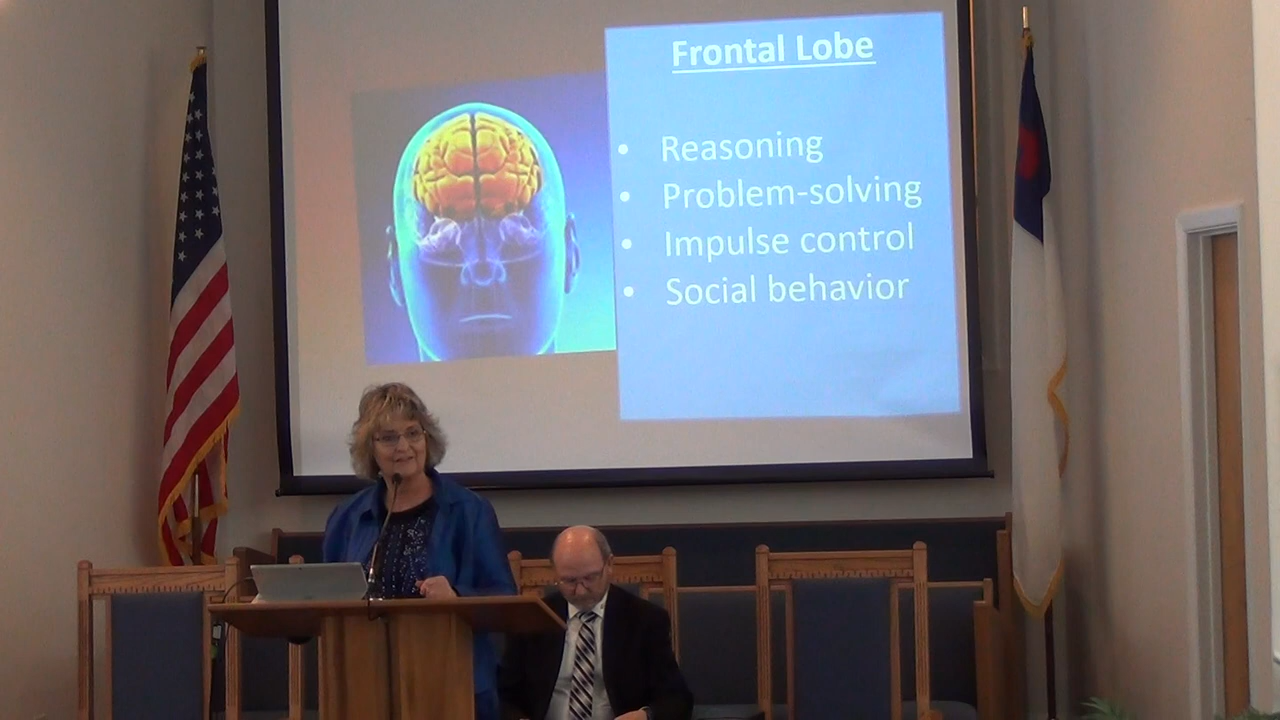 Frontal Lobe
• Reasoning
• Problem-solving
• Impulse control
• Social behavior